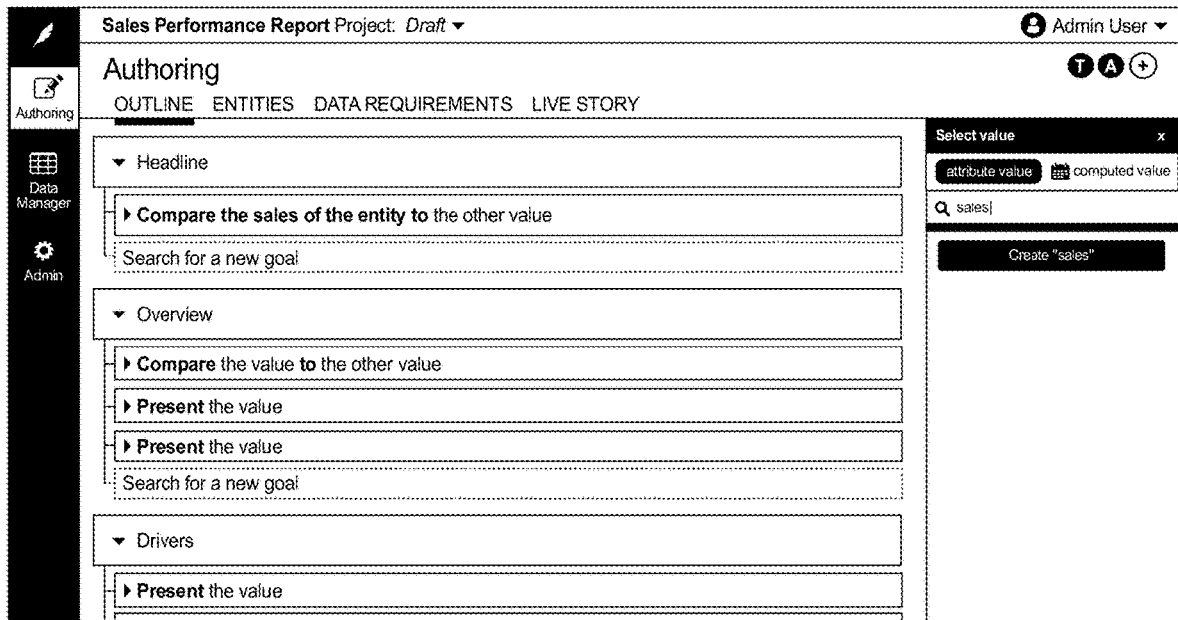 Sales Performance Report Project: Draft
Admin User
Authoring
T A +
Authoring
OUTLINE ENTITIES DATA REQUIREMENTS LIVE STORY
Data
Manager
Admin
Headline
Compare the sales of the entity to the other value
Search for a new goal
Overview
Compare the value to the other value
Present the value
Present the value
Search for a new goal
Drivers
Present the value
Select value x
attribute value computed value
sales
Create "sales"